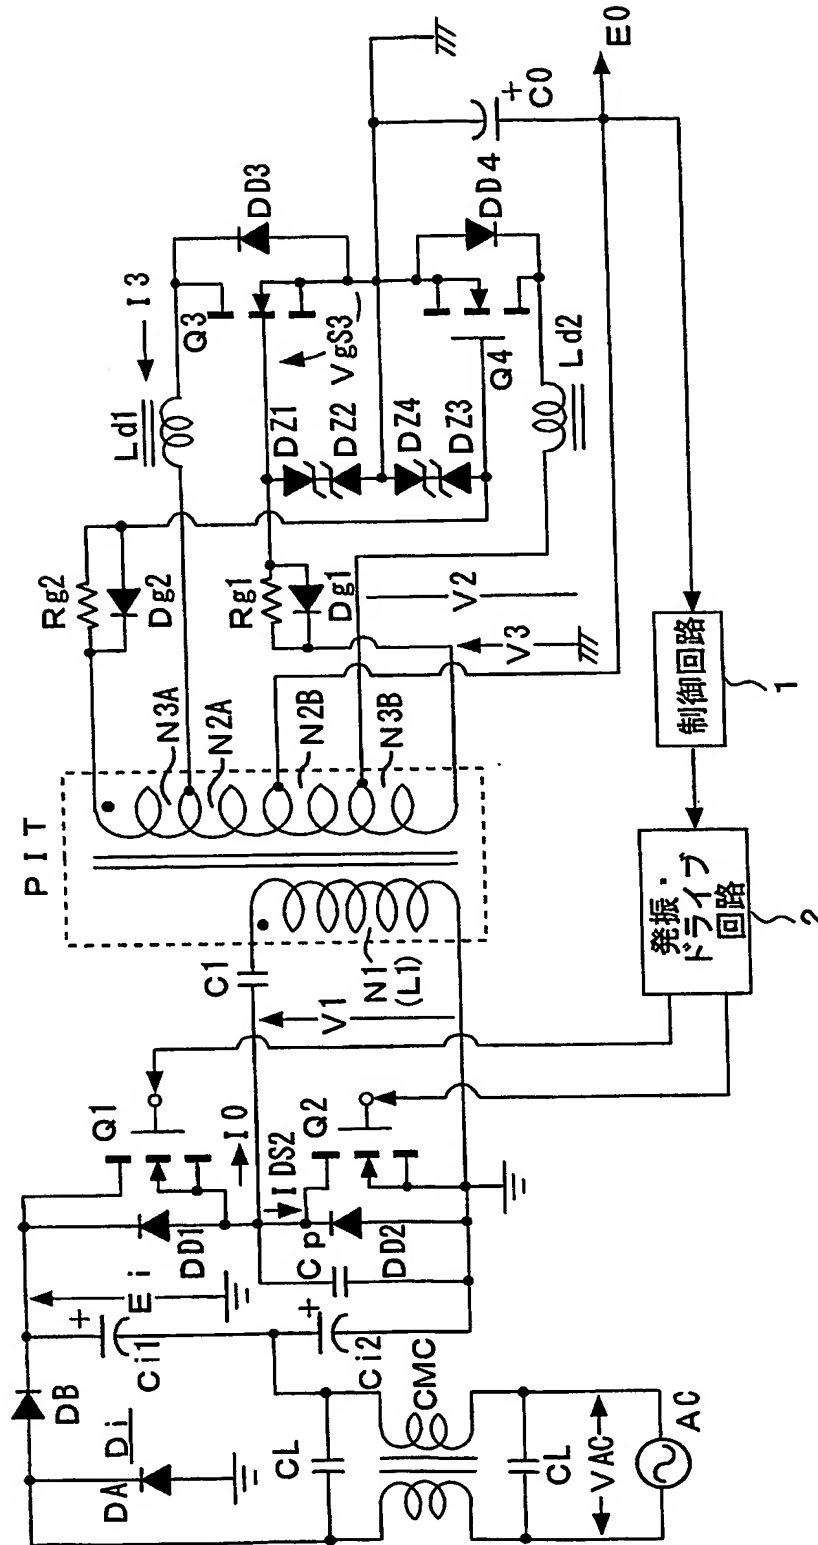 E0
+
C0
DD3
DD4
I3
Q3
VgS3
Q4
Ld2
Ld1
DZ1
DZ2
DZ4
DZ3
Rg2
Dg2
Rg1
Dg1
V2
V3
N3A
N2A
N2B
N3B
PIT
制御回路
1
発振・
ドライブ
回路
2
C1
N1
(L1)
V1
Q1
I0
IDS2
Q2
DD1
Cp
DD2
Ei
+
Ci1
+
Ci2
DB
Di
DA
CL
CMC
CL
VAC
AC